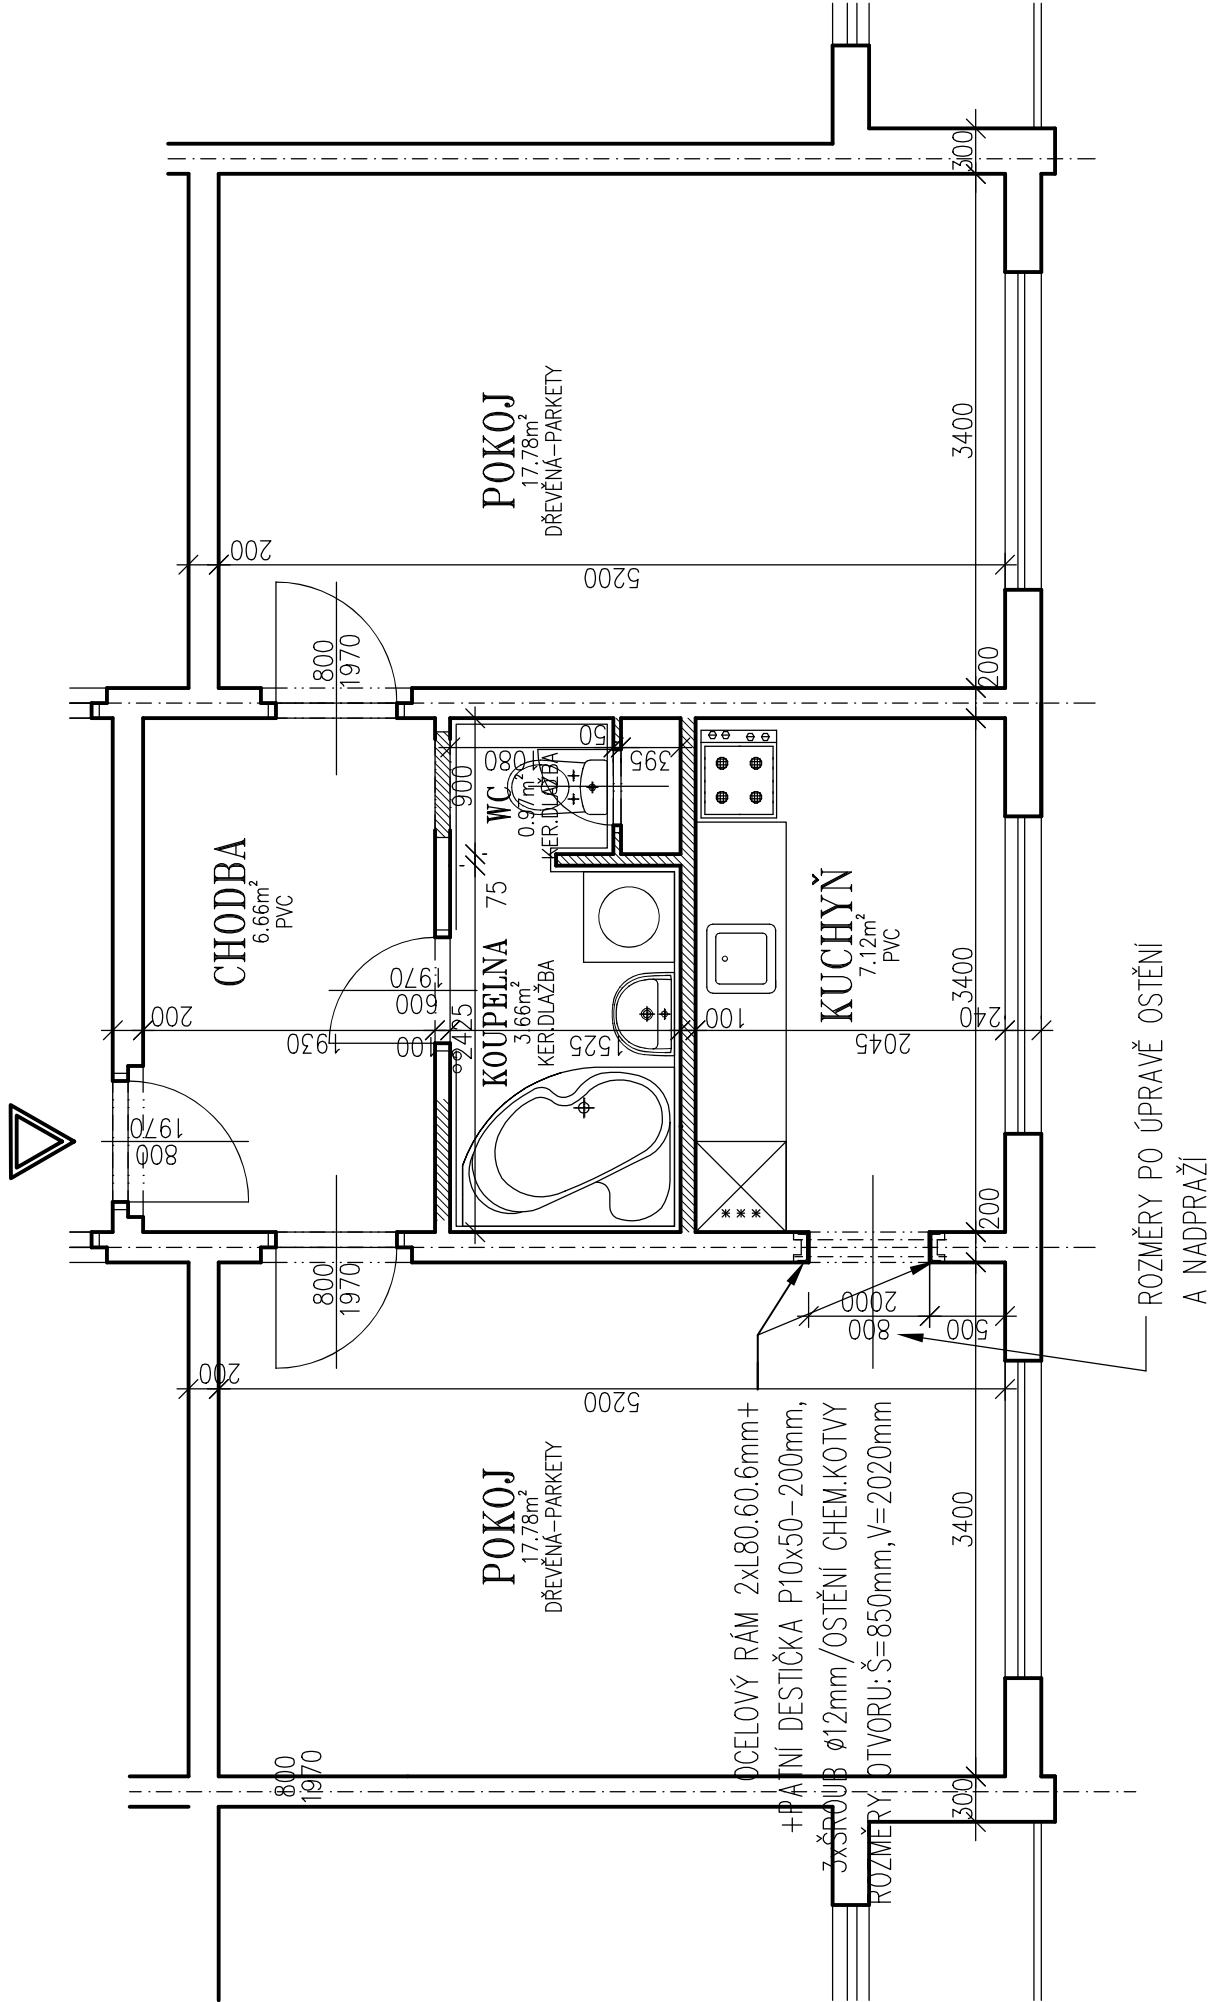 POKOJ
17.78m²
DŘEVĚNÁ-PARKETY
CHODBA
6.66m²
PVC
POKOJ
17.78m²
DŘEVĚNÁ-PARKETY
KOUPELNA
3.66m²
KER.DLAŽBA
WC
0.97m²
KER.DLAŽBA
KUCHYŇ
7.12m²
PVC
OCELOVÝ RÁM 2xL80.60.6mm+
+PATNÍ DESTIČKA P10x50-200mm,
3xŠROUB ø12mm/OSTĚNÍ CHEM.KOTVY
ROZMĚRY OTVORU:Š=850mm,V=2020mm
ROZMĚRY PO ÚPRAVĚ OSTĚNÍ
A NADPRAŽÍ
800
1970
800
1970
800
1970
800
1970
600
1970
800
2000
500
200
5200
200
5200
200
1930
100
1525
100
2045
240
2425
75
900
1080
50
395
300
3400
200
3400
200
3400
300